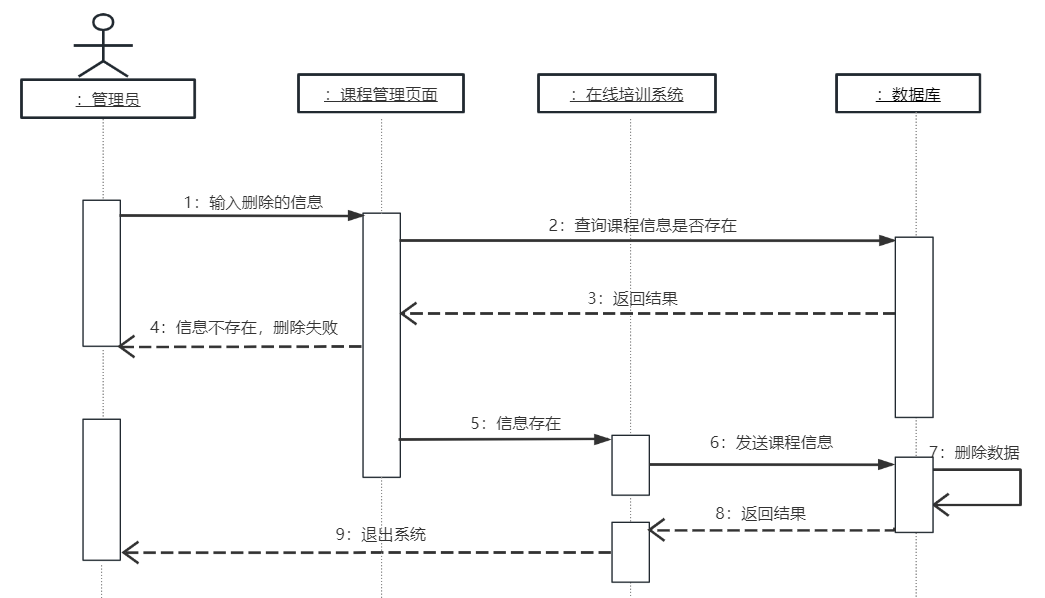 ：管理员
：课程管理页面
：在线培训系统
：数据库
1：输入删除的信息
2：查询课程信息是否存在
3：返回结果
4：信息不存在，删除失败
5：信息存在
6：发送课程信息
7：删除数据
8：返回结果
9：退出系统